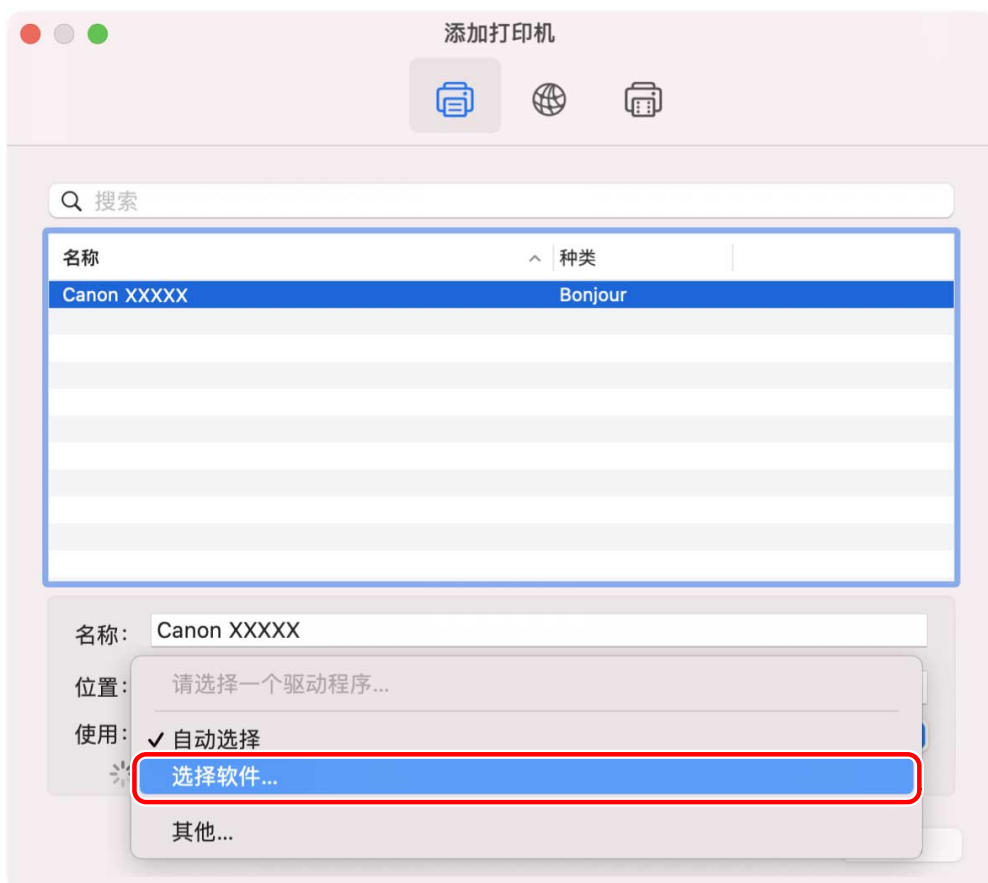 添加打印机
搜索
名称 种类
Canon XXXXX Bonjour
名称: Canon XXXXX
位置: 请选择一个驱动程序...
使用: ✓ 自动选择
选择软件...
其他...